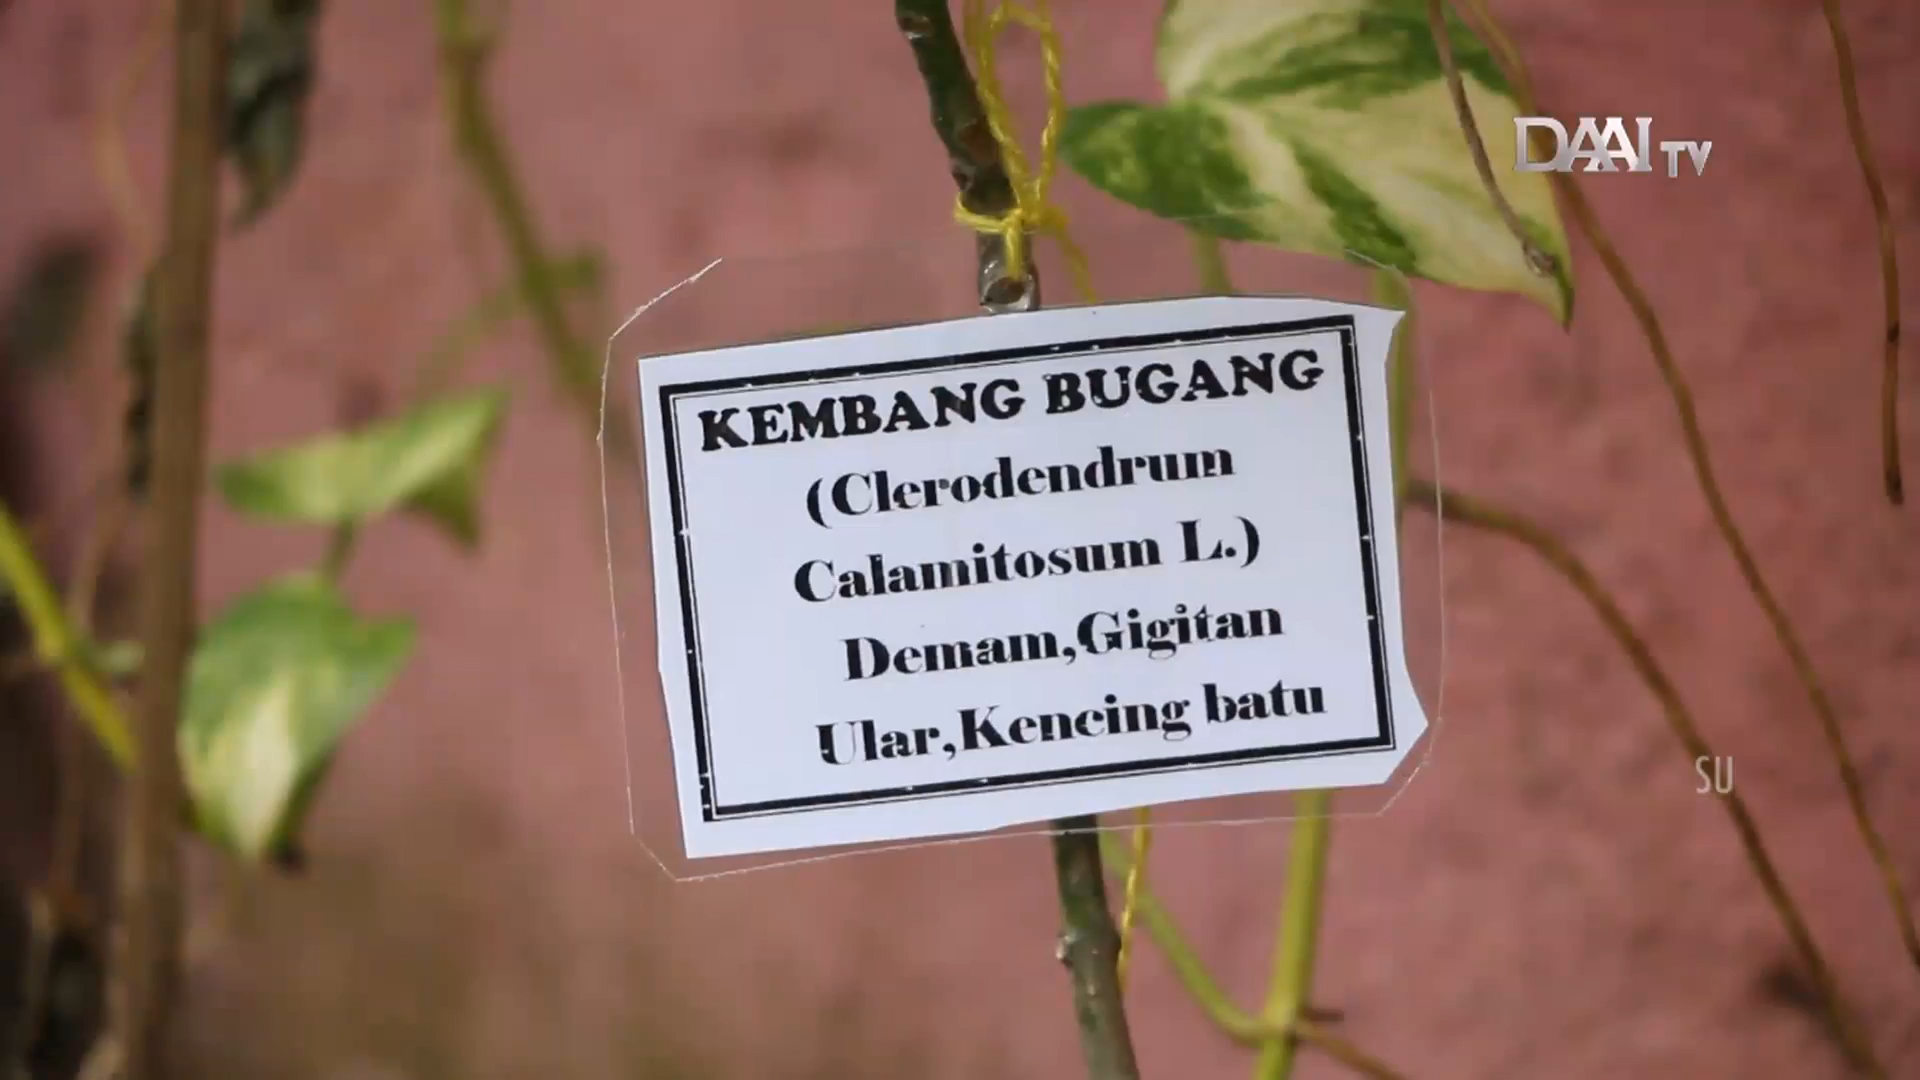 DAAI TV
KEMBANG BUGANG
(Clerodendrum
Calamitosum L.)
Demam,Gigitan
Ular,Kencing batu
SU